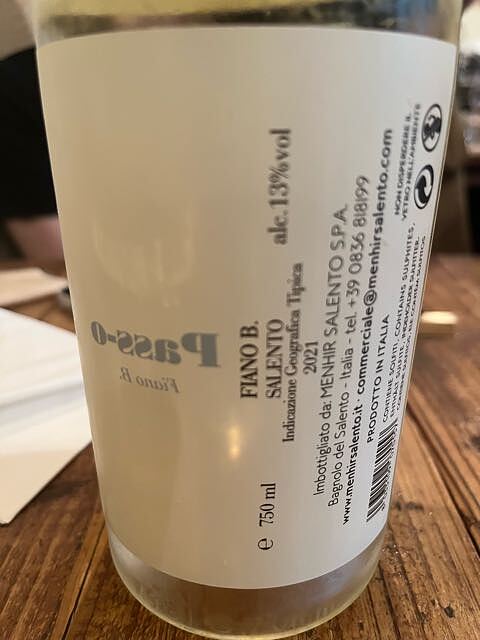 Pass-o
Fiano B.
FIANO B.
SALENTO
Indicazione Geografica Tipica
2021
e 750 ml
alc. 13% vol
Imbottigliato da: MENHIR SALENTO S.P.A.
Bagnolo del Salento - Italia - tel. +39 0836 818199
www.menhirsalento.it · commerciale@menhirsalento.com
PRODOTTO IN ITALIA
NON DISPERDERE IL
VETRO NELL'AMBIENTE
CONTIENE SOLFITI, CONTAINS SULPHITES,